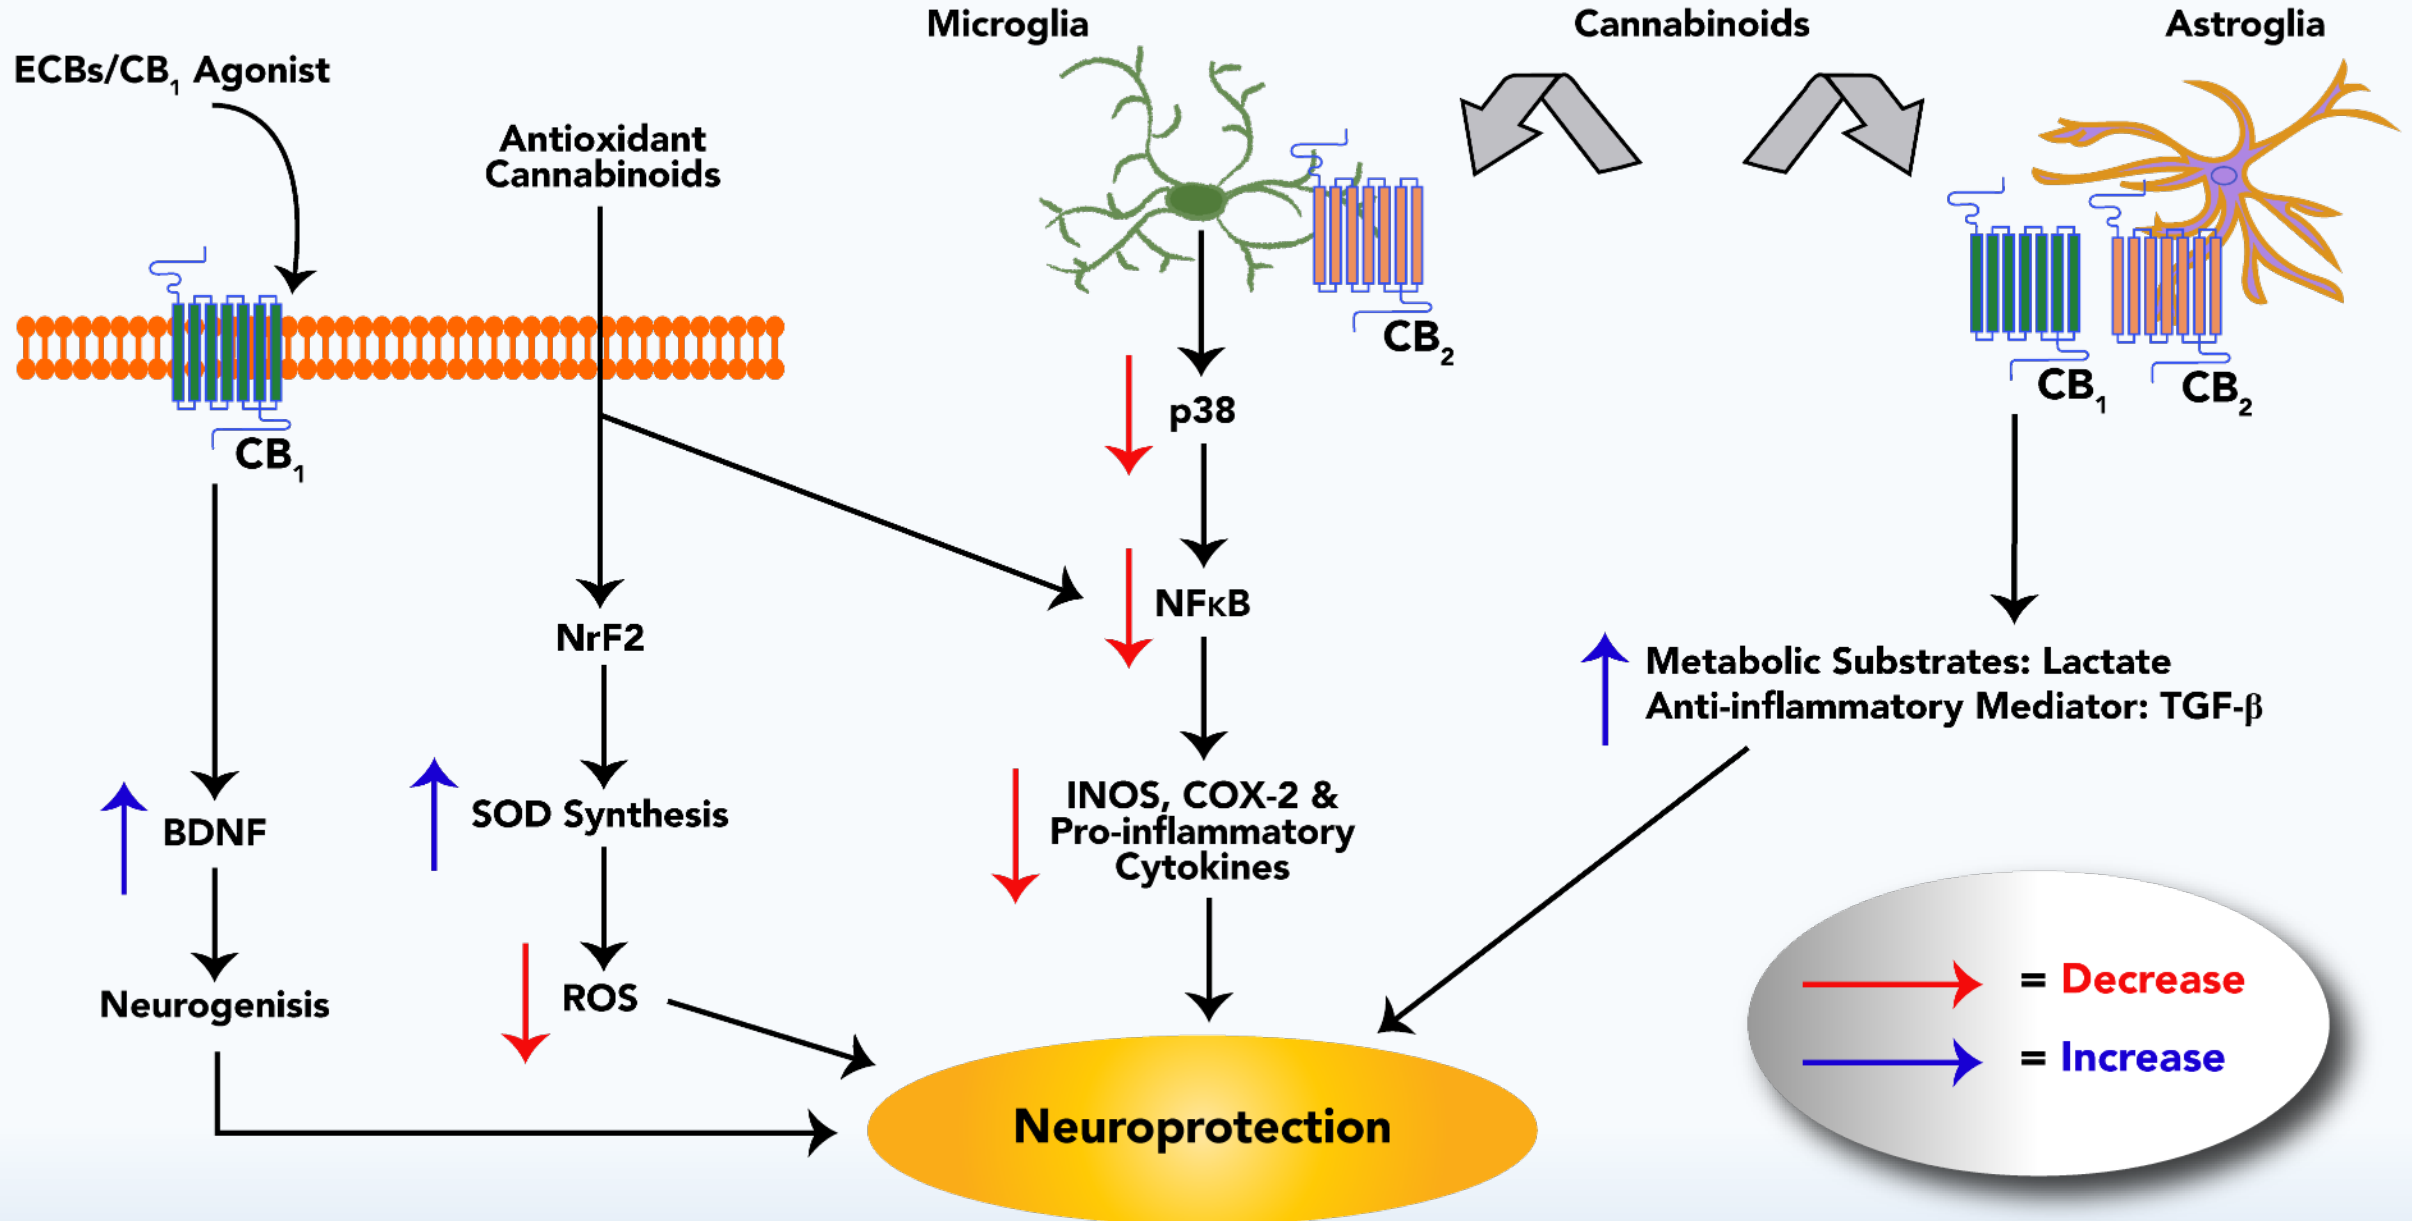 Microglia
Cannabinoids
Astroglia
ECBs/CB₁ Agonist
Antioxidant
Cannabinoids
CB₂
CB₁
CB₂
CB₁
p38
NFκB
NrF2
Metabolic Substrates: Lactate
Anti-inflammatory Mediator: TGF-β
BDNF
SOD Synthesis
INOS, COX-2 &
Pro-inflammatory
Cytokines
Neurogenisis
ROS
= Decrease
= Increase
Neuroprotection